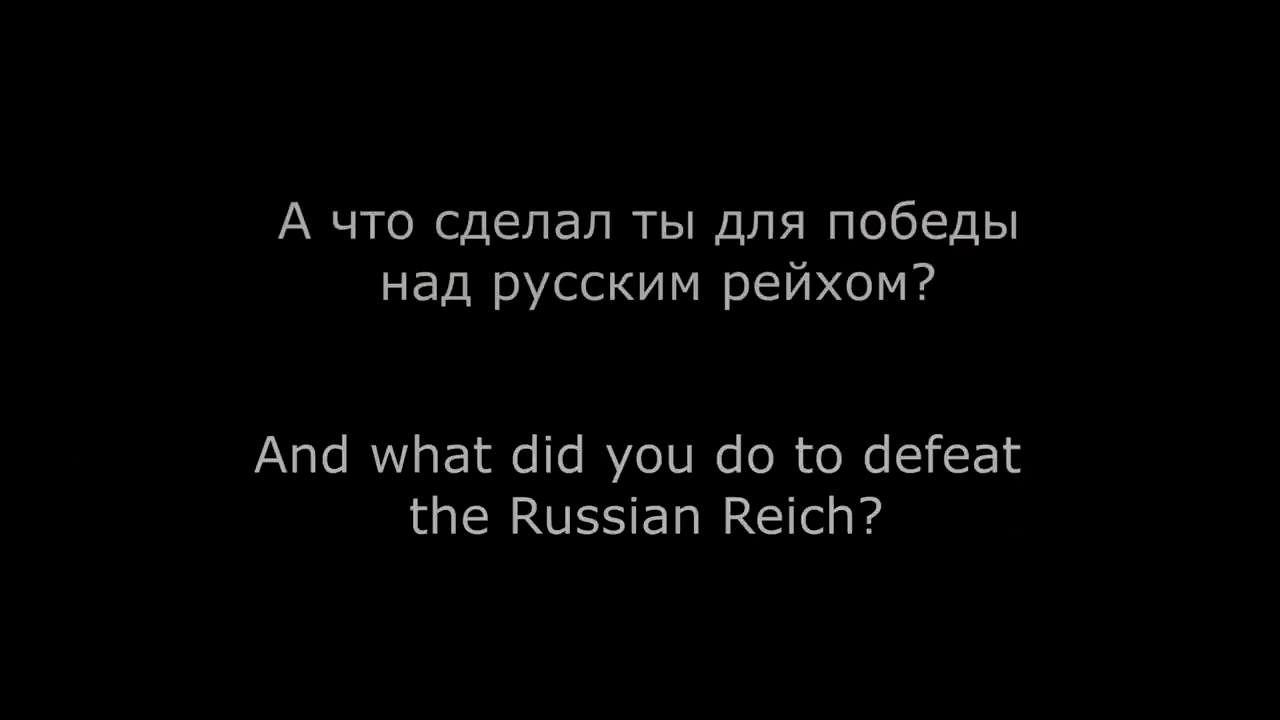 А что сделал ты для победы
над русским рейхом?
And what did you do to defeat
the Russian Reich?